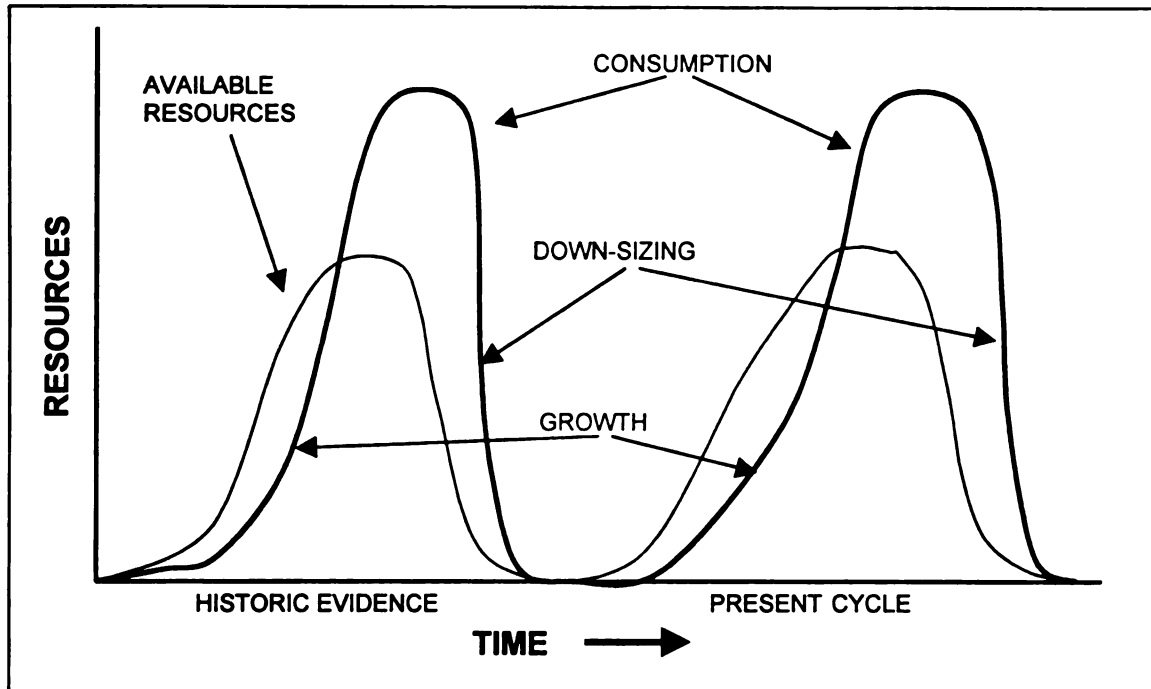 CONSUMPTION
AVAILABLE
RESOURCES
RESOURCES
DOWN-SIZING
GROWTH
HISTORIC EVIDENCE
PRESENT CYCLE
TIME